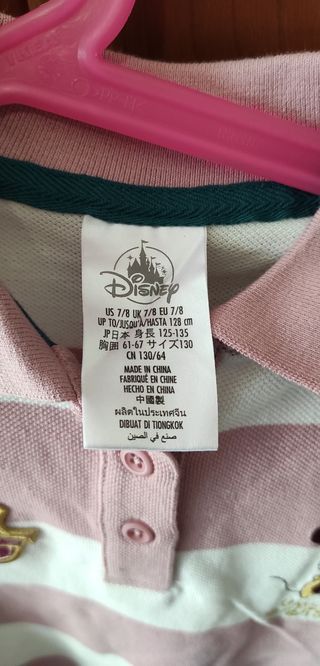 Disney
US 7/8 UK 7/8 EU 7/8
UP TO/JUSQU'À/HASTA 128 cm
JP日本 身長 125-135
胸囲 61-67 サイズ130
CN 130/64
MADE IN CHINA
FABRIQUÉ EN CHINE
HECHO EN CHINA
中國製
ผลิตในประเทศจีน
DIBUAT DI TIONGKOK
صنع في الصين